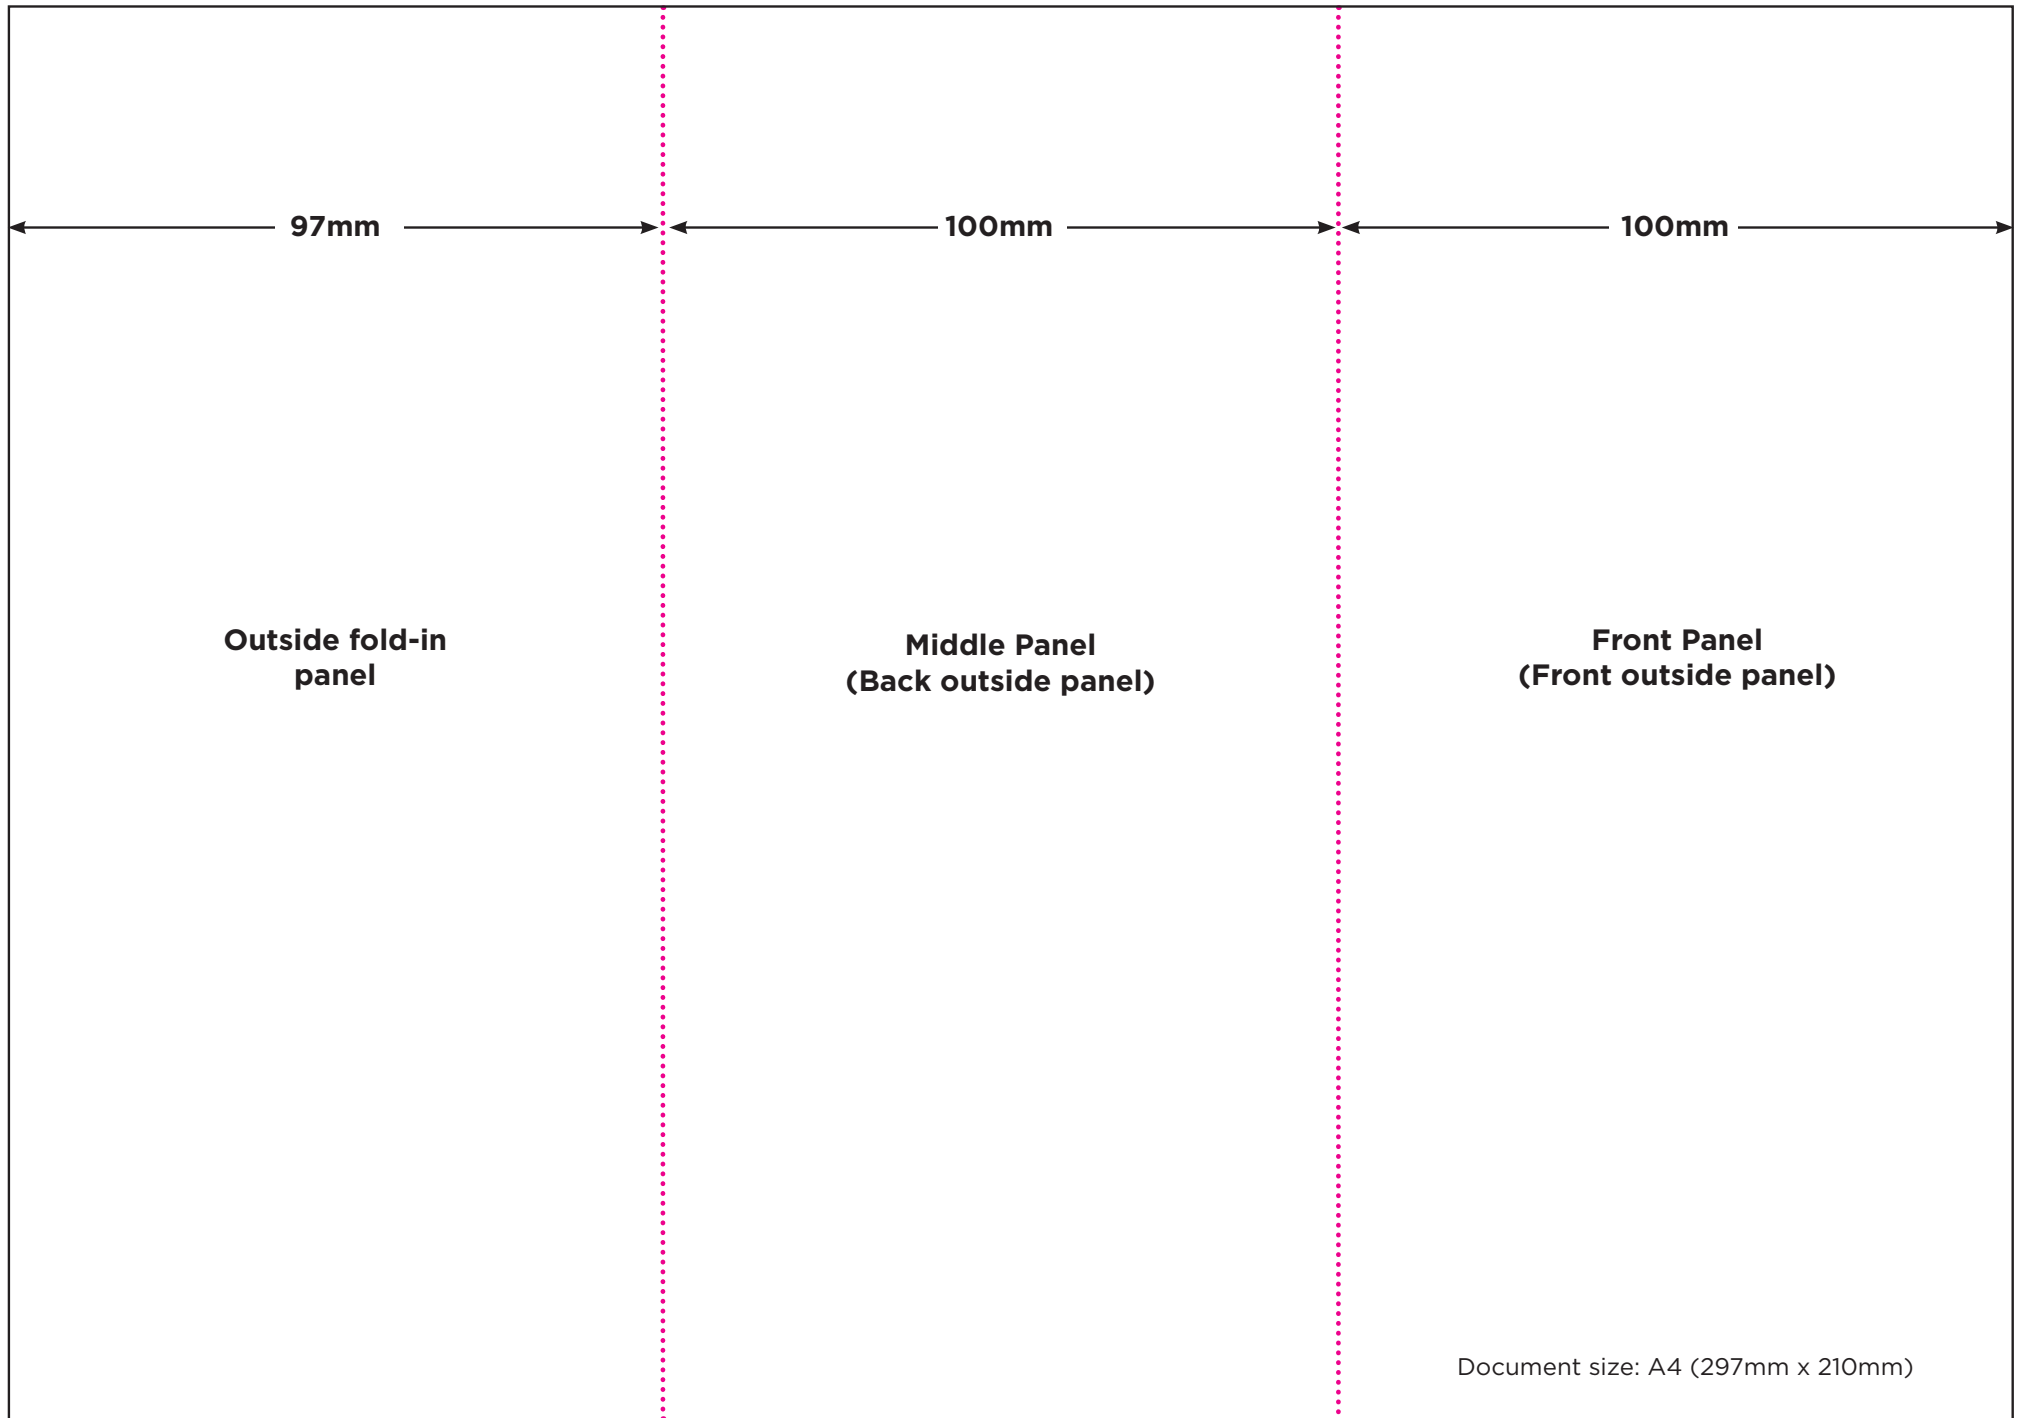 97mm
100mm
100mm
Outside fold-in
panel
Middle Panel
(Back outside panel)
Front Panel
(Front outside panel)
Document size: A4 (297mm x 210mm)